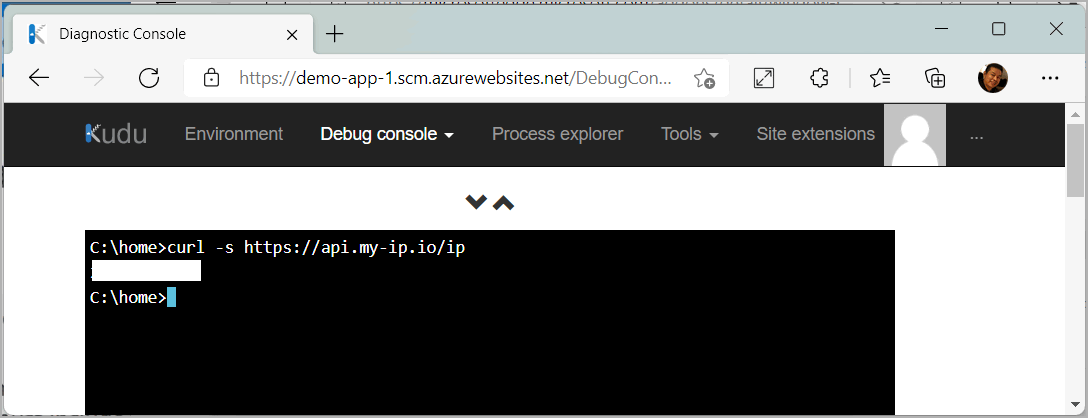 Diagnostic Console
https://demo-app-1.scm.azurewebsites.net/DebugCon...
Kudu Environment Debug console Process explorer Tools Site extensions ...
C:\home>curl -s https://api.my-ip.io/ip
C:\home>